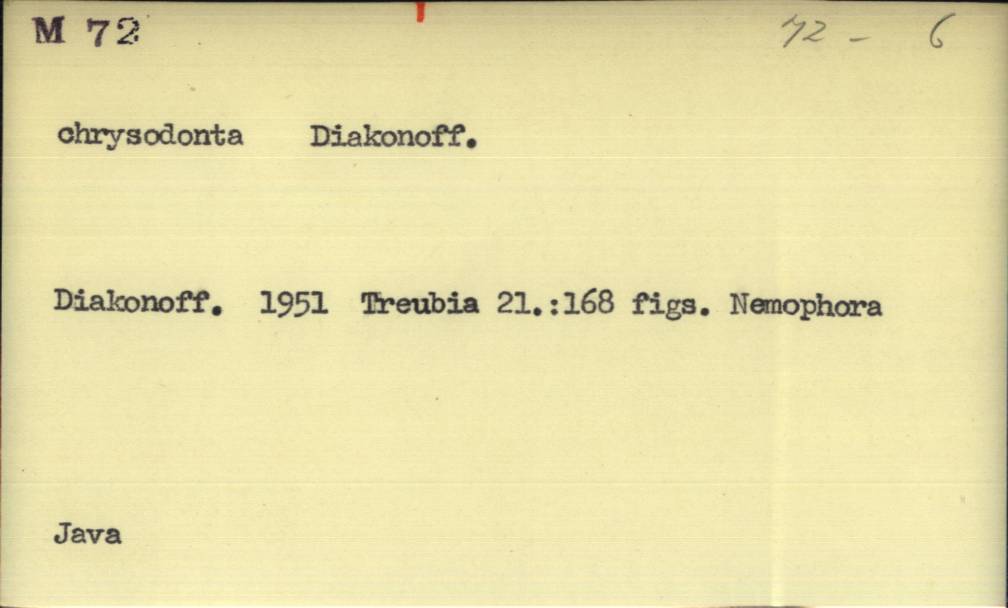 M 72 72 - 6
chrysodonta Diakonoff.
Diakonoff. 1951 Treubia 21.:168 figs. Nemophora
Java